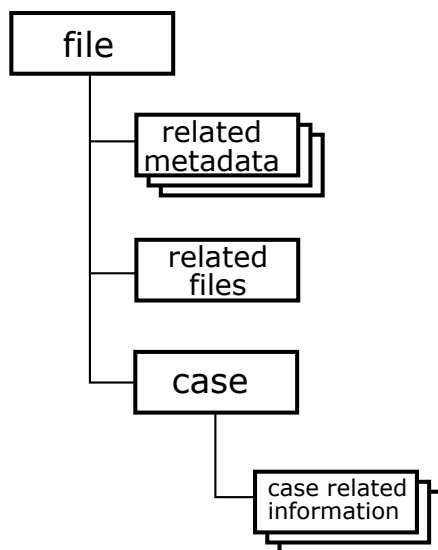 file
related
metadata
related
files
case
case related
information